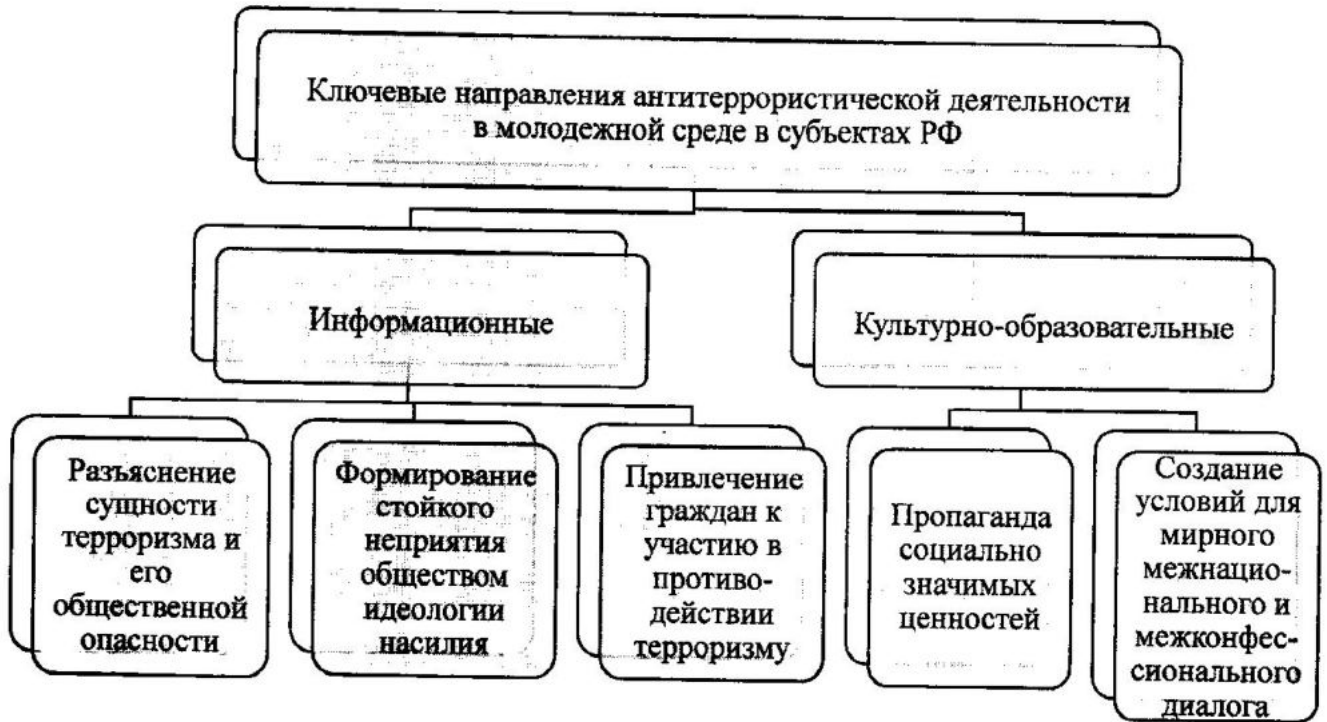 Ключевые направления антитеррористической деятельности
в молодежной среде в субъектах РФ
Информационные
Культурно-образовательные
Разъяснение
сущности
терроризма и
его
общественной
опасности
Формирование
стойкого
неприятия
обществом
идеологии
насилия
Привлечение
граждан к
участию в
противо-
действии
терроризму
Пропаганда
социально
значимых
ценностей
Создание
условий для
мирного
межнацио-
нального и
межконфес-
сионального
диалога